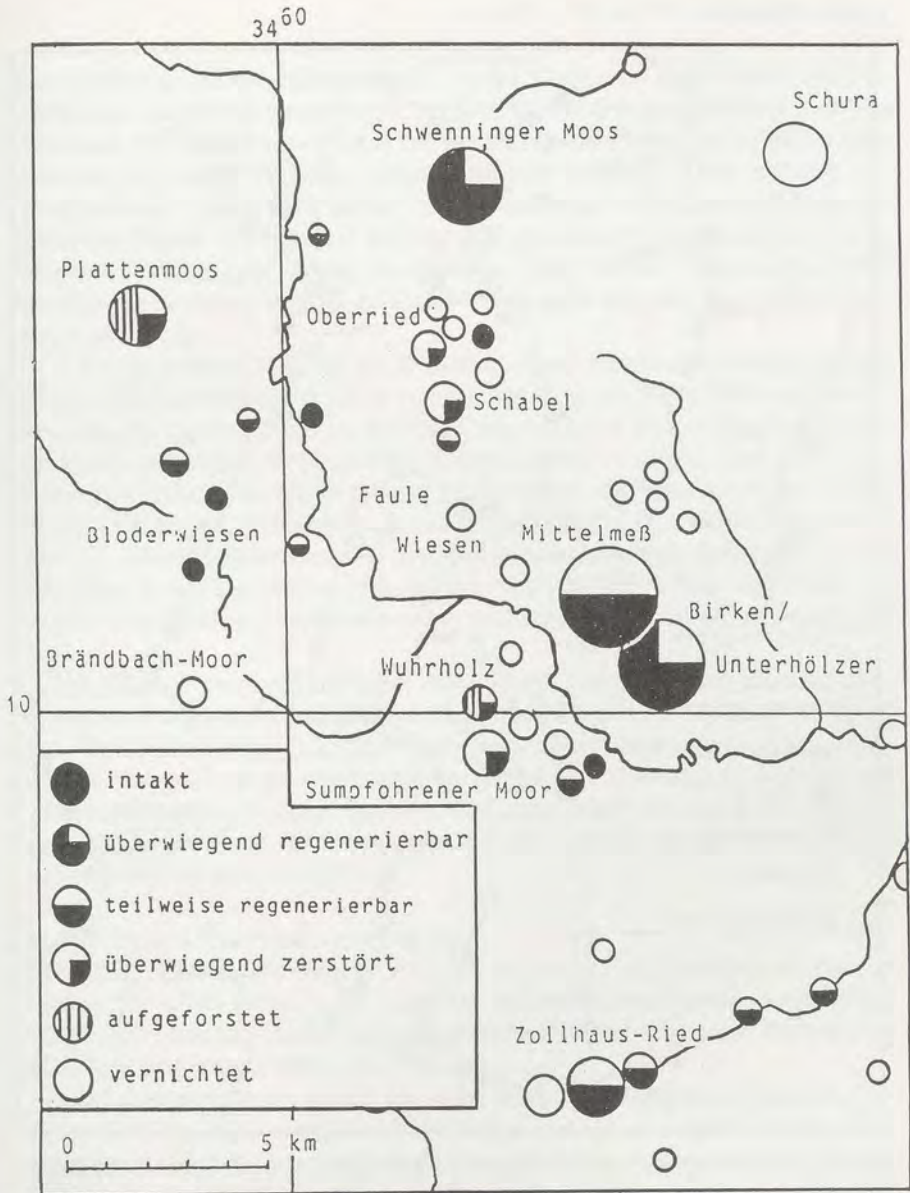 34 60
Schura
Schwenninger Moos
Plattenmoos
Oberried
Schabel
Faule
Wiesen
Mittelmeß
Bloderwiesen
Birken/
Unterhölzer
Brändbach-Moor
Wuhrholz
10
Sumpfohrener Moor
intakt
überwiegend regenerierbar
teilweise regenerierbar
überwiegend zerstört
aufgeforstet
vernichtet
Zollhaus-Ried
0 5 km